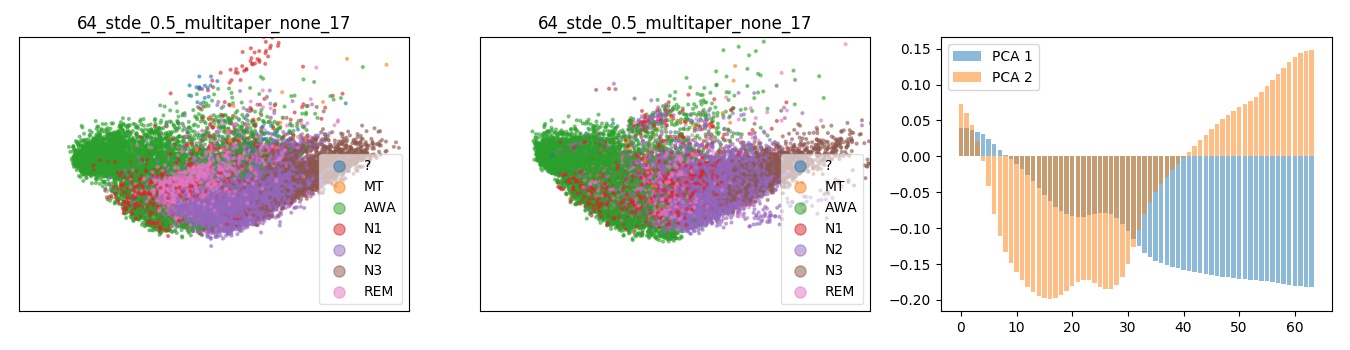 64_stde_0.5_multitaper_none_17
?
MT
AWA
N1
N2
N3
REM
64_stde_0.5_multitaper_none_17
?
MT
AWA
N1
N2
N3
REM
PCA 1
PCA 2
0.15
0.10
0.05
0.00
−0.05
−0.10
−0.15
−0.20
0 10 20 30 40 50 60